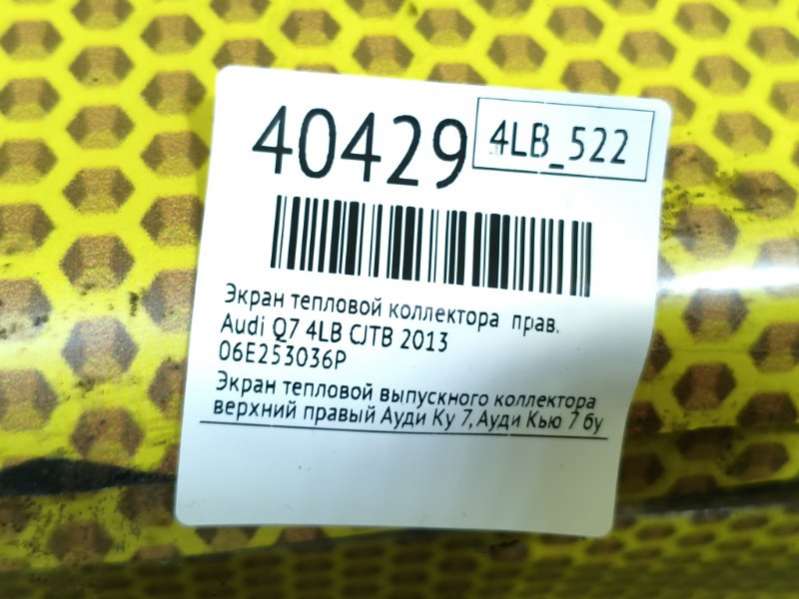 40429
4LB_522
Экран тепловой коллектора прав.
Audi Q7 4LB CJTB 2013
06E253036P
Экран тепловой выпускного коллектора
верхний правый Ауди Ку 7, Ауди Кью 7 бу